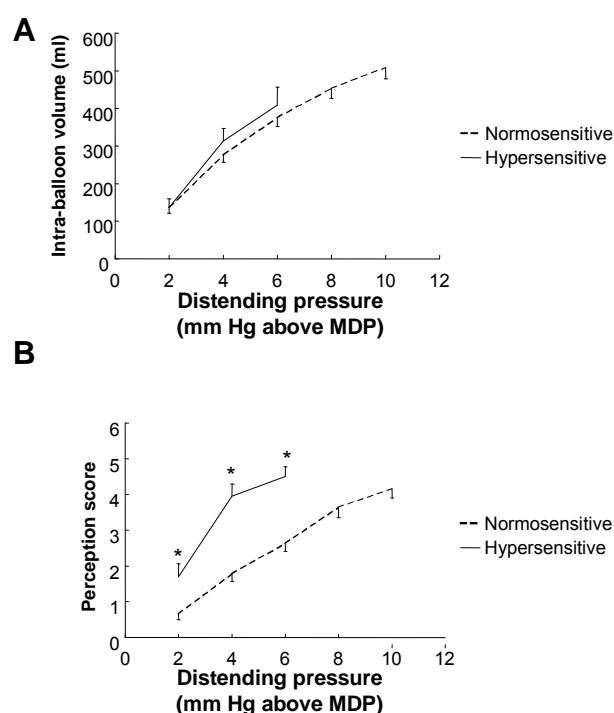 A
Intra-balloon volume (ml)
600
500
400
300
200
100
0
0 2 4 6 8 10 12
Distending pressure
(mm Hg above MDP)
Normosensitive
Hypersensitive
B
Perception score
6
5
4
3
2
1
0
* * *
0 2 4 6 8 10 12
Distending pressure
(mm Hg above MDP)
Normosensitive
Hypersensitive